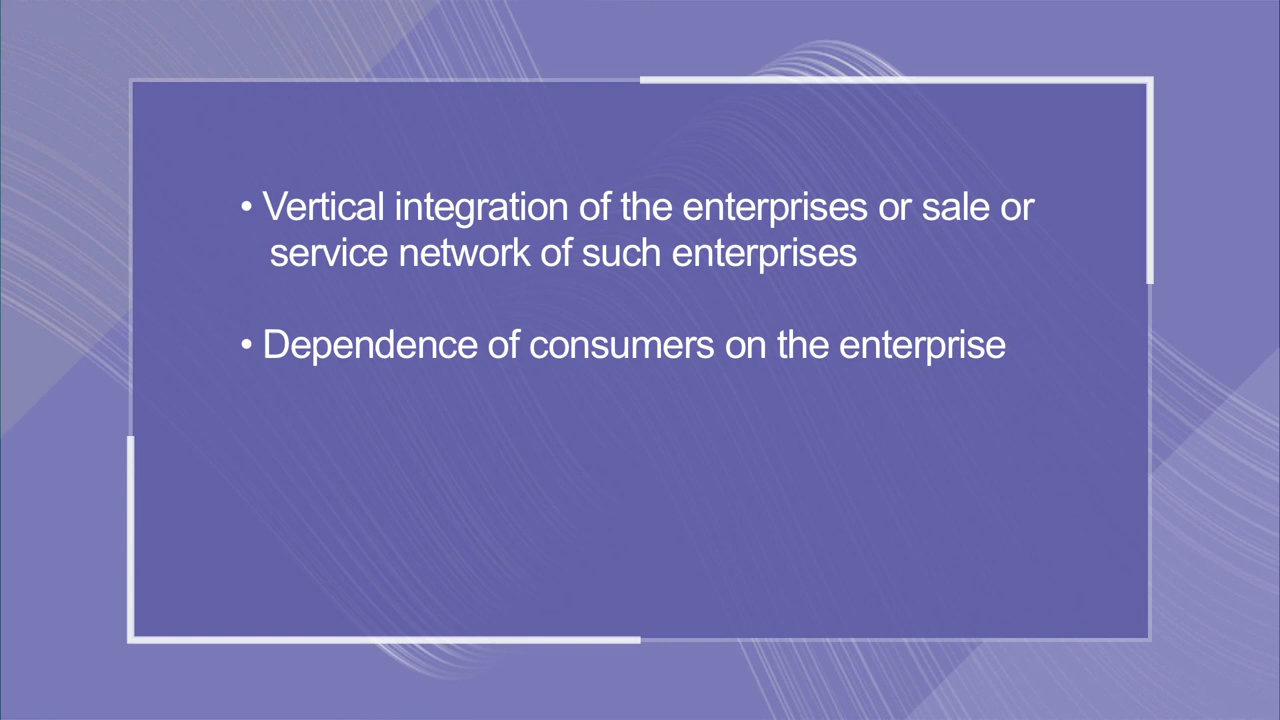 • Vertical integration of the enterprises or sale or
service network of such enterprises
• Dependence of consumers on the enterprise